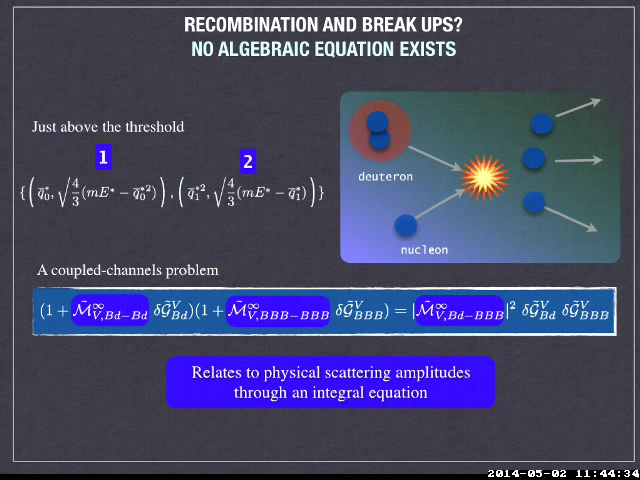 RECOMBINATION AND BREAK UPS?
NO ALGEBRAIC EQUATION EXISTS
Just above the threshold
1
2
{(q̄₀*, √(4/3)(mE* − q̄₀*²)), (q̄₁*², √(4/3)(mE* − q̄₁*))}
deuteron
nucleon
A coupled-channels problem
(1 + M̃^∞_{V,Bd−Bd} δG̃^V_{Bd})(1 + M̃^∞_{V,BBB−BBB} δG̃^V_{BBB}) = |M̃^∞_{V,Bd−BBB}|² δG̃^V_{Bd} δG̃^V_{BBB}
Relates to physical scattering amplitudes
through an integral equation
2014-05-02 11:44:34